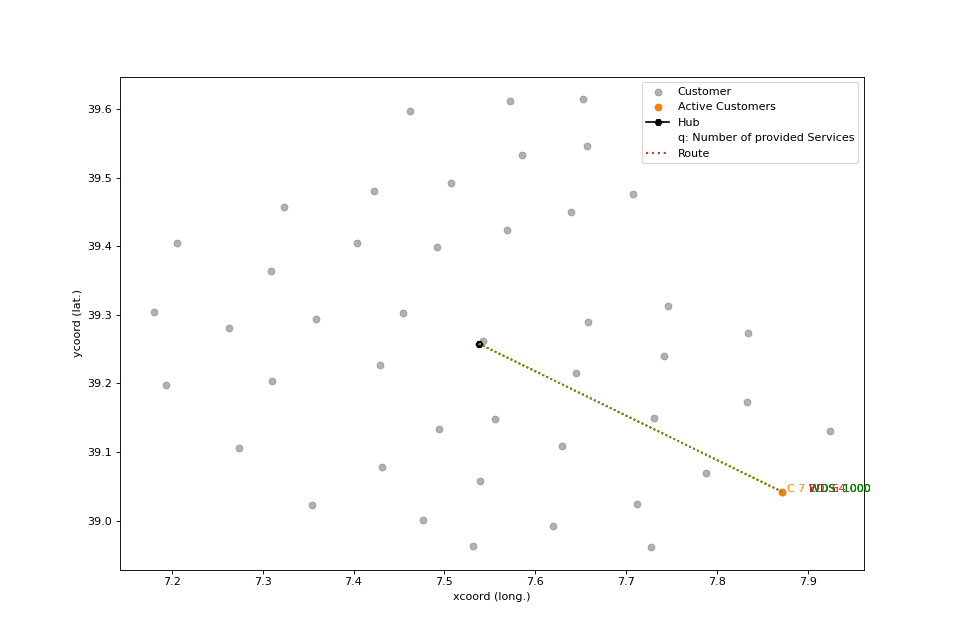 Customer
Active Customers
Hub
q: Number of provided Services
Route
39.6
39.5
39.4
39.3
39.2
39.1
39.0
ycoord (lat.)
C 7
1000
7.2 7.3 7.4 7.5 7.6 7.7 7.8 7.9
xcoord (long.)